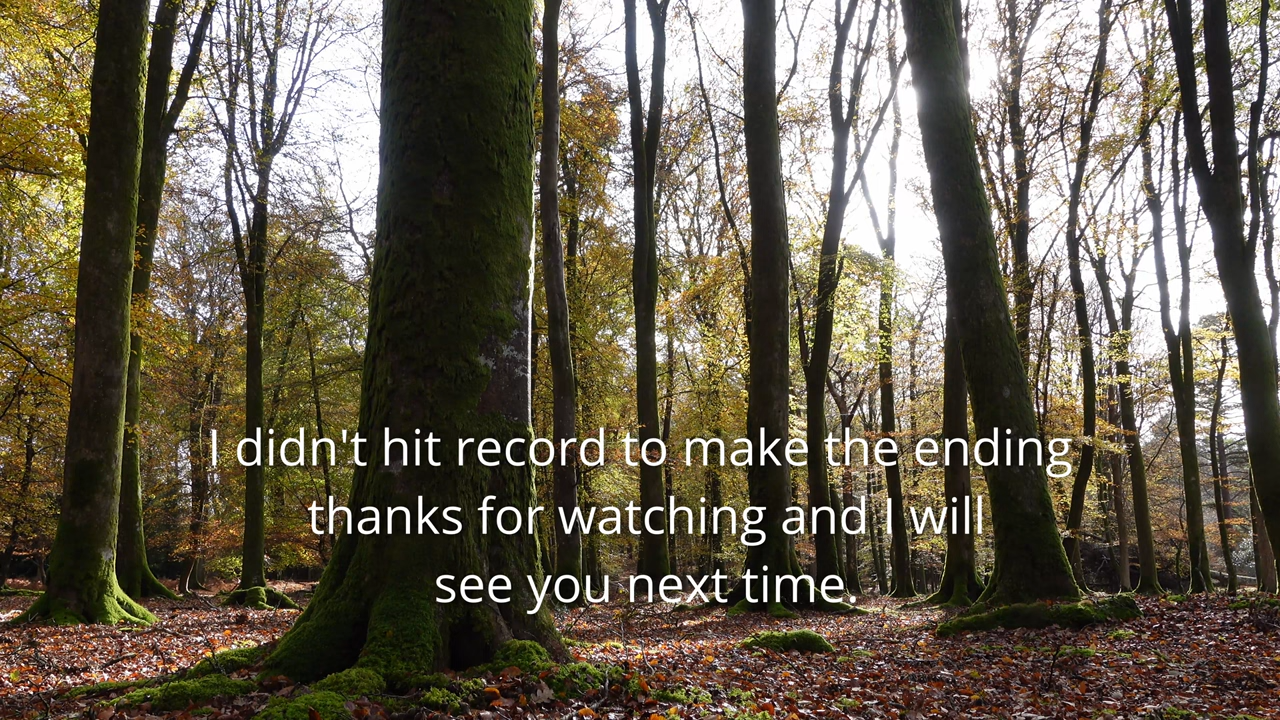 I didn't hit record to make the ending
thanks for watching and I will
see you next time.